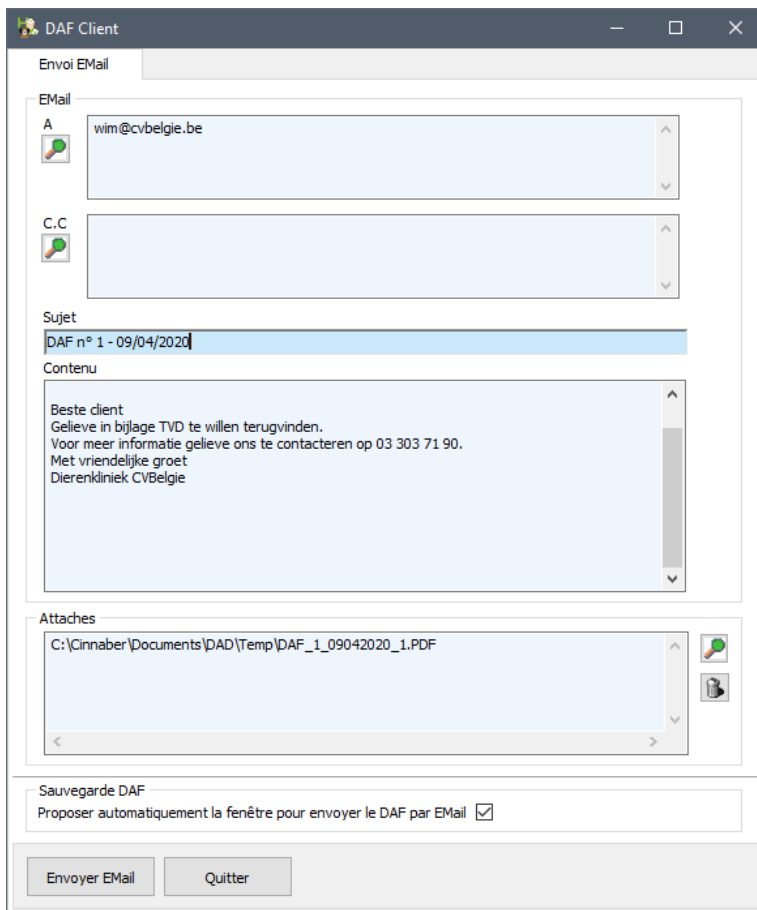 DAF Client
Envoi EMail
EMail
A
wim@cvbelgie.be
C.C
Sujet
DAF n° 1 - 09/04/2020
Contenu
Beste client
Gelieve in bijlage TVD te willen terugvinden.
Voor meer informatie gelieve ons te contacteren op 03 303 71 90.
Met vriendelijke groet
Dierenkliniek CVBelgie
Attaches
C:\Cinnaber\Documents\DAD\Temp\DAF_1_09042020_1.PDF
Sauvegarde DAF
Proposer automatiquement la fenêtre pour envoyer le DAF par EMail
Envoyer EMail
Quitter